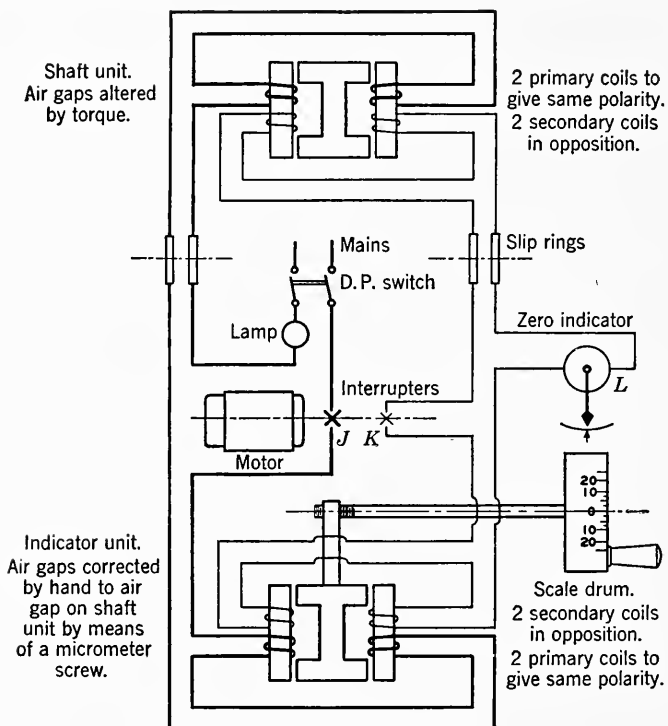 Shaft unit.
Air gaps altered
by torque.
2 primary coils to
give same polarity.
2 secondary coils
in opposition.
Mains
Slip rings
D.P. switch
Lamp
Zero indicator
L
Interrupters
J K
Motor
20
10
0
10
20
Indicator unit.
Air gaps corrected
by hand to air
gap on shaft
unit by means
of a micrometer
screw.
Scale drum.
2 secondary coils
in opposition.
2 primary coils to
give same polarity.